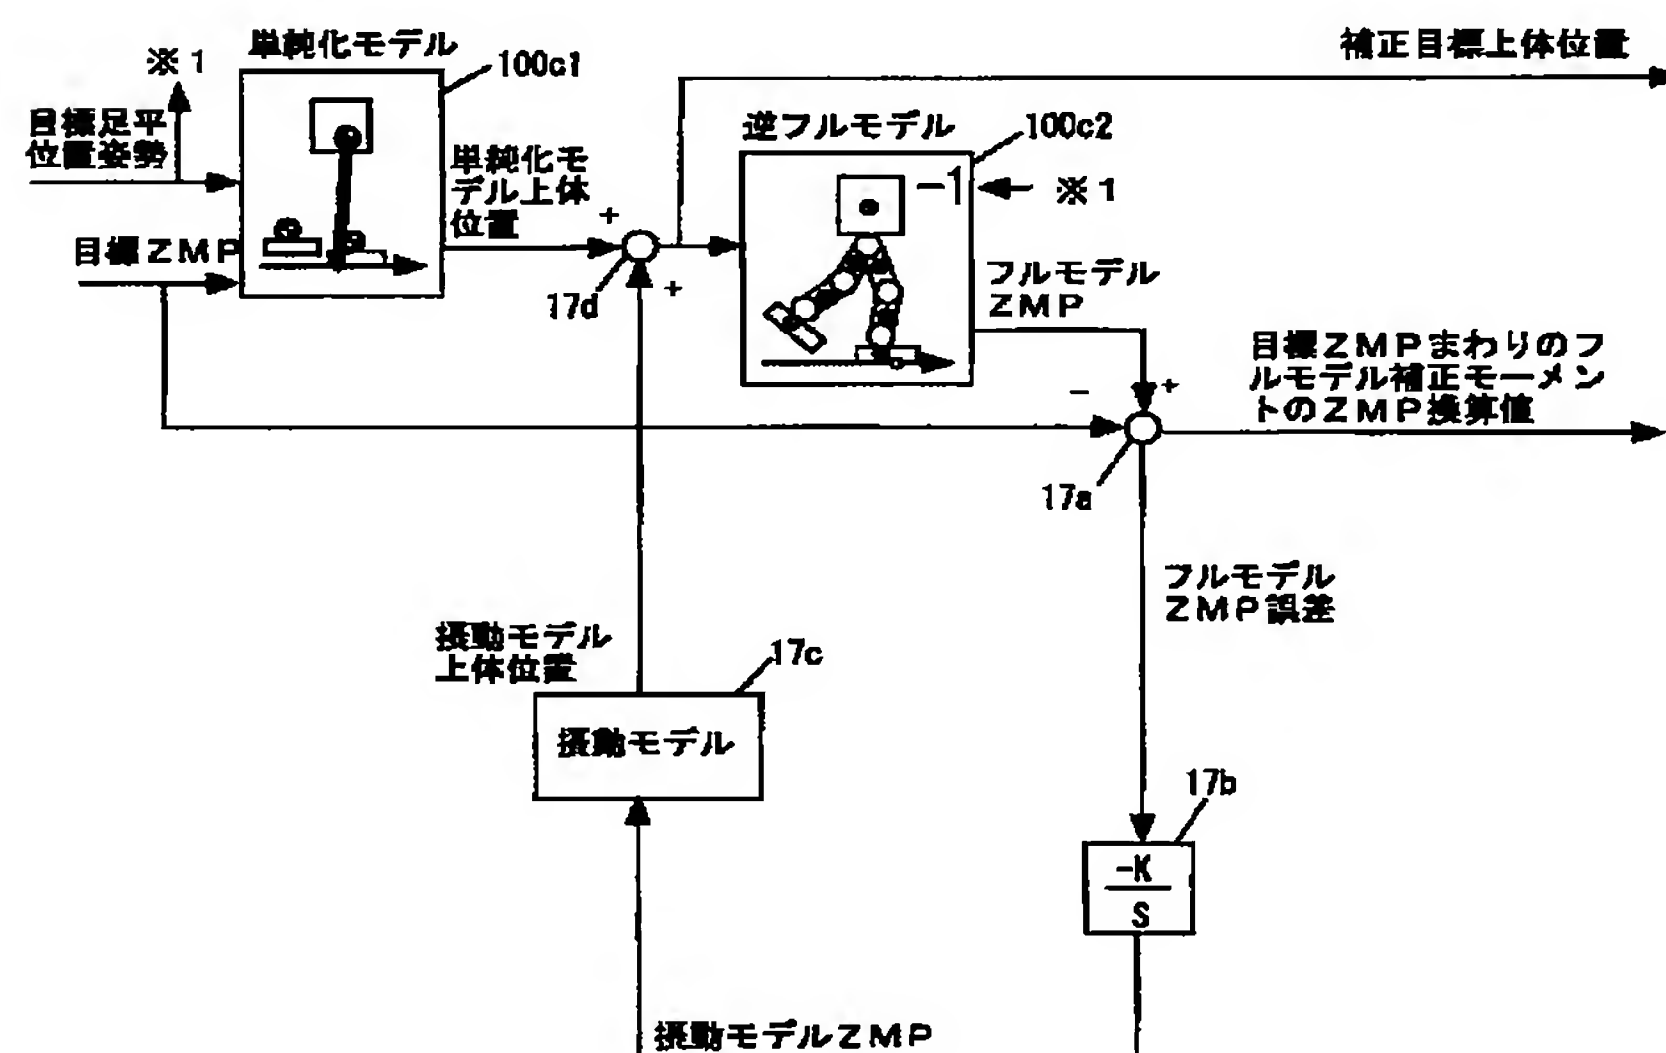 単純化モデル
※1
100c1
補正目標上体位置
目標足平
位置姿勢
逆フルモデル
100c2
単純化モ
デル上体
位置
-1
※1
+
目標ZMP
+
17d
フルモデル
ZMP
目標ZMPまわりのフ
ルモデル補正モーメン
トのZMP換算値
-
+
17a
フルモデル
ZMP誤差
摂動モデル
上体位置
17c
摂動モデル
17b
-K
S
摂動モデルZMP